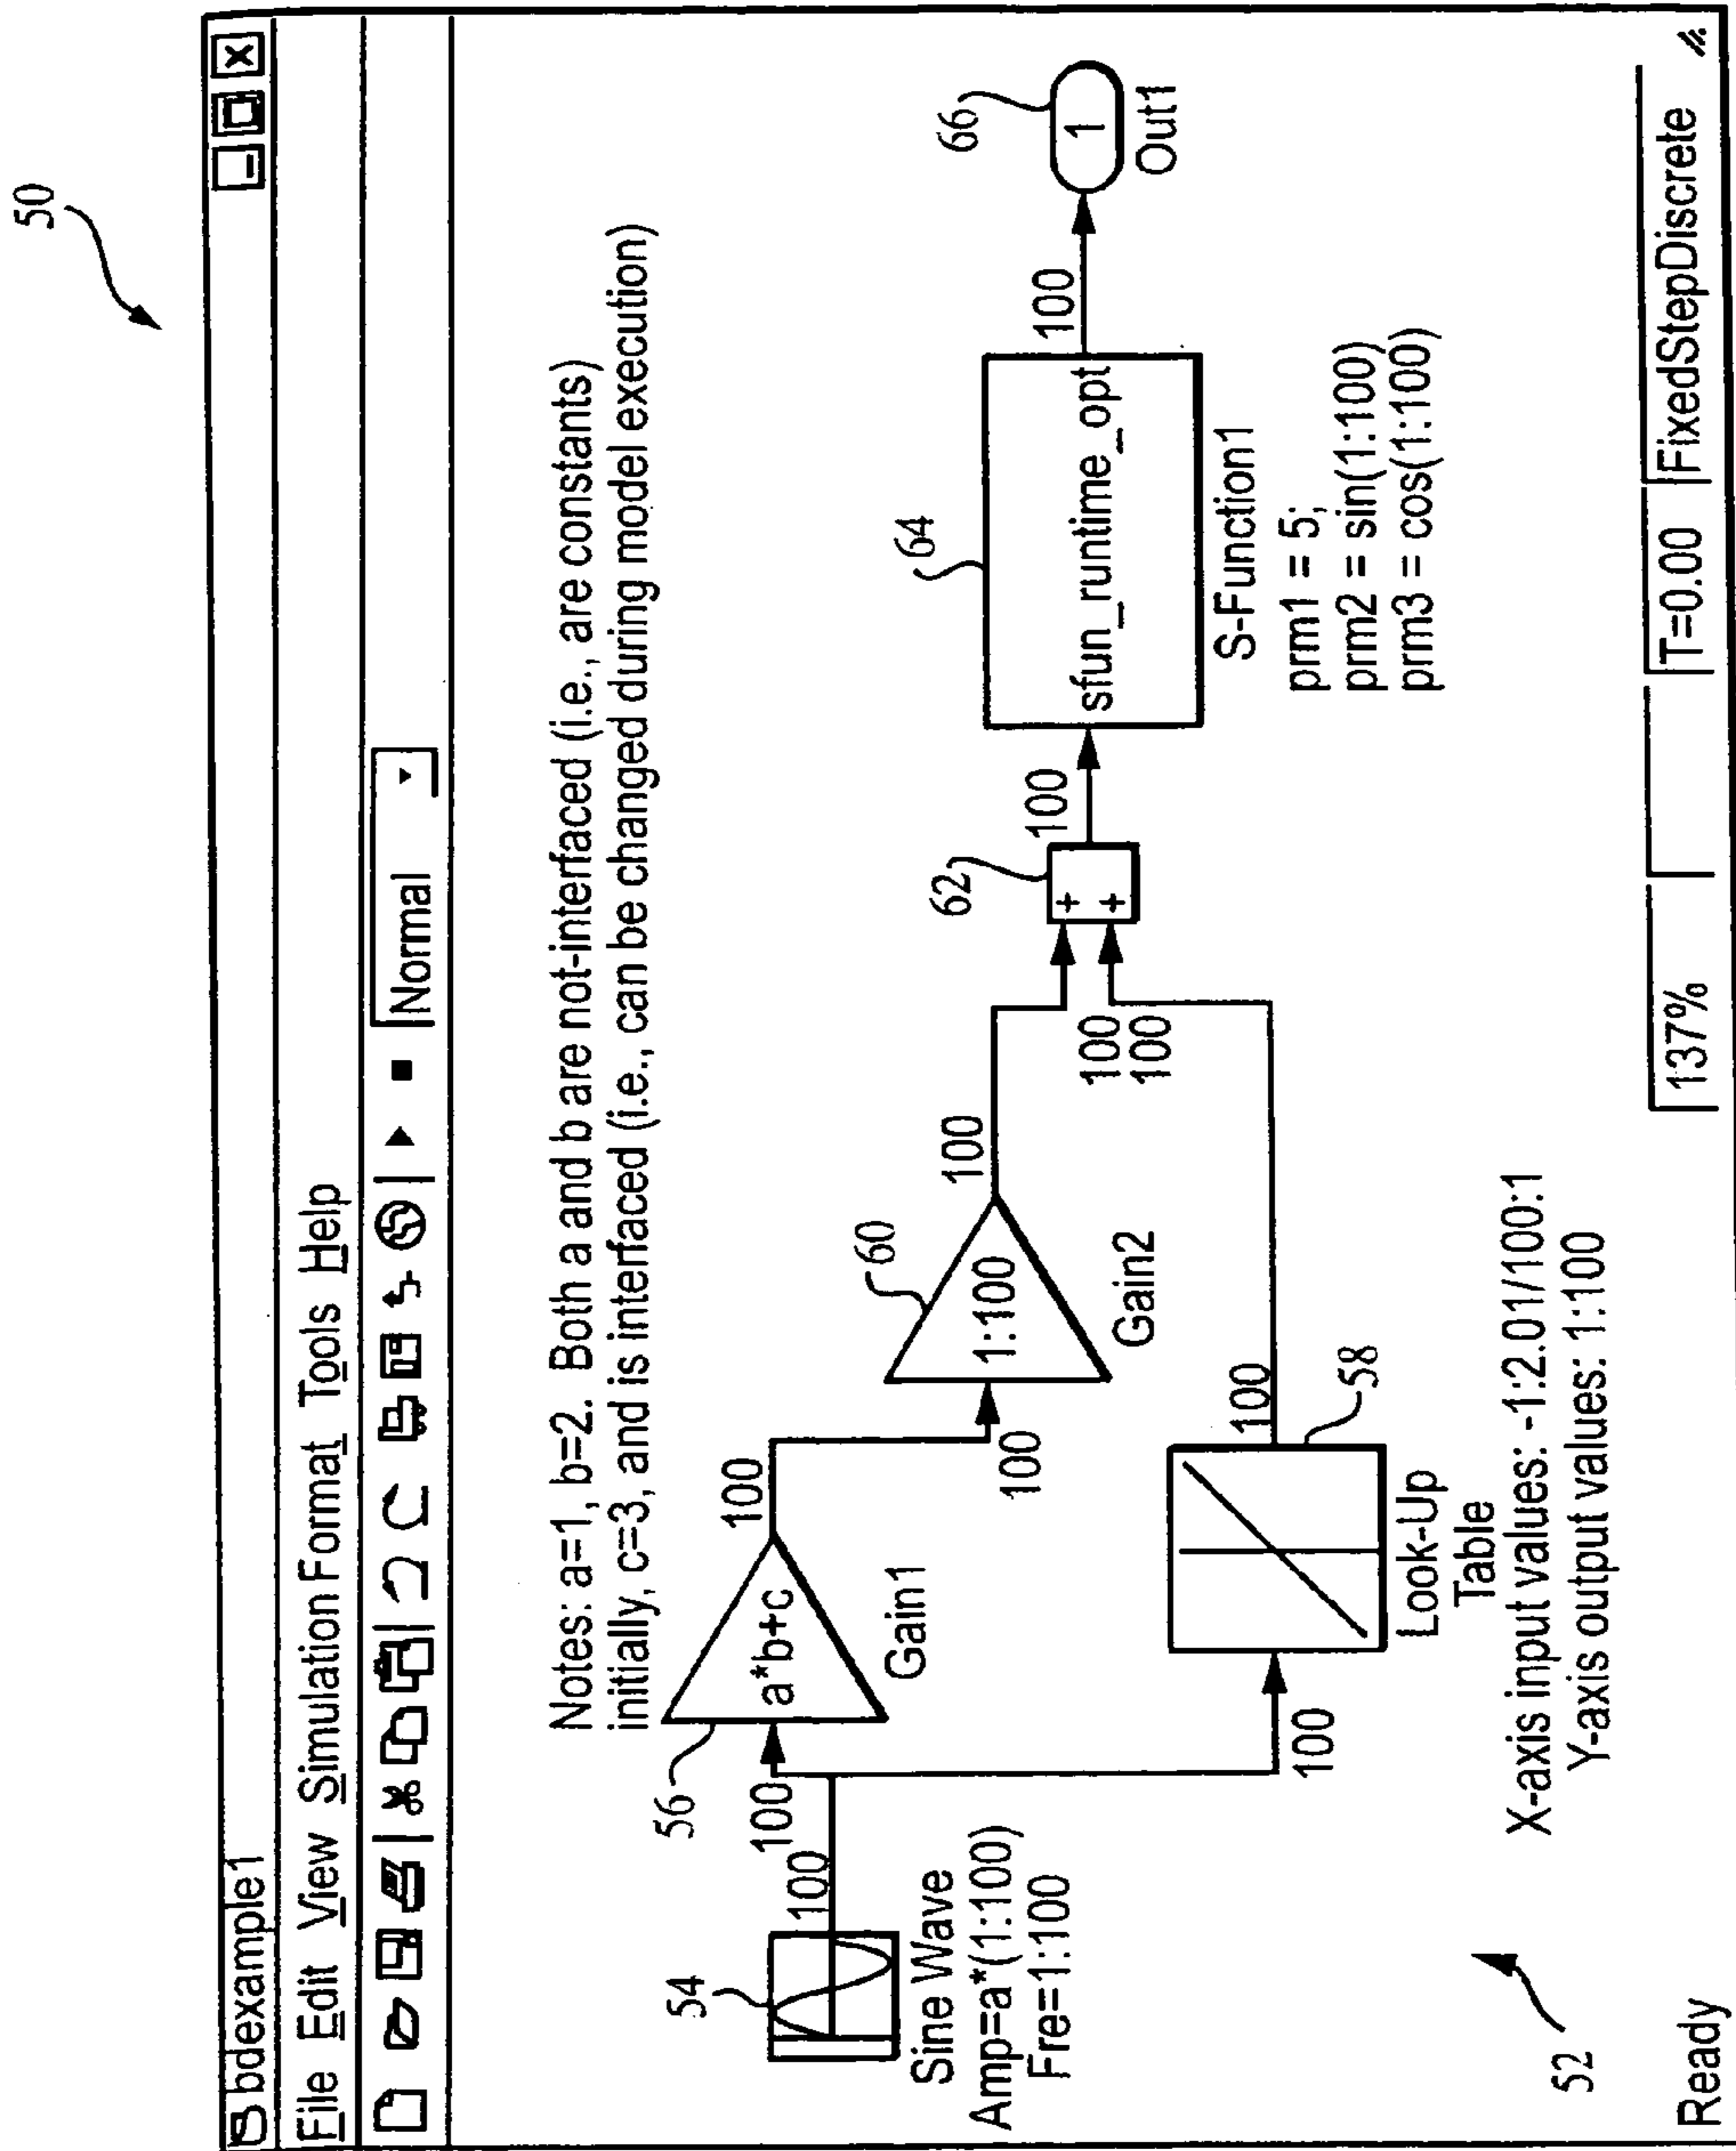 50
bdexample1
File Edit View Simulation Format Tools Help
Normal
Notes: a=1, b=2. Both a and b are not-interfaced (i.e., are constants)
initially, c=3, and is interfaced (i.e., can be changed during model execution)
54
100
Sine Wave
Amp=a*(1:100)
Fre=1:100
56
100
a*b+c
100
Gain1
60
100
1:100
100
Gain2
100
58
100
Look-Up
Table
X-axis input values: -1:2.01/100:1
Y-axis output values: 1:100
100
100
62
+
+
100
64
sfun_runtime_opt
100
S-Function1
prm1 = 5;
prm2 = sin(1:100)
prm3 = cos(1:100)
66
1
Out1
52
Ready
137%
T=0.00
FixedStepDiscrete